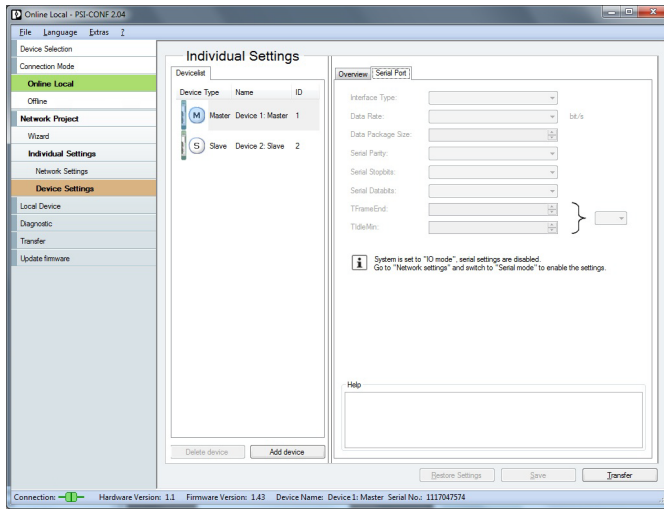 Online Local - PSI-CONF 2.04
File Language Extras ?
Device Selection
Connection Mode
Online Local
Offline
Network Project
Wizard
Individual Settings
Network Settings
Device Settings
Local Device
Diagnostic
Transfer
Update firmware
Individual Settings
Devicelist
Device Type Name ID
M Master Device 1: Master 1
S Slave Device 2: Slave 2
Delete device Add device
Overview Serial Port
Interface Type:
Data Rate: bit/s
Data Package Size:
Serial Parity:
Serial Stopbits:
Serial Databits:
TFrameEnd:
TIdleMin:
System is set to "IO mode", serial settings are disabled.
Go to "Network settings" and switch to "Serial mode" to enable the settings.
Help
Restore Settings Save Transfer
Connection: Hardware Version: 1.1 Firmware Version: 1.43 Device Name: Device 1: Master Serial No.: 1117047574